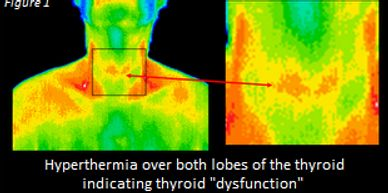 Figure 1
Hyperthermia over both lobes of the thyroid
indicating thyroid "dysfunction"